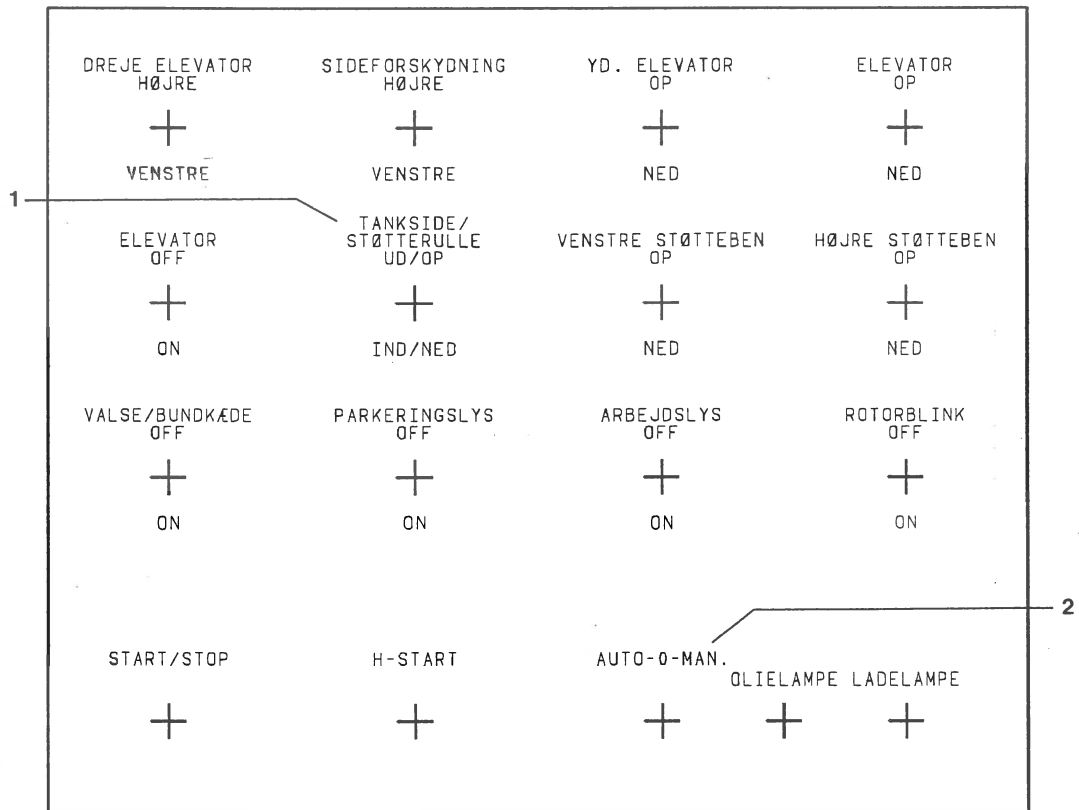 DREJE ELEVATOR
HØJRE
VENSTRE
SIDEFORSKYDNING
HØJRE
VENSTRE
YD. ELEVATOR
OP
NED
ELEVATOR
OP
NED
1
ELEVATOR
OFF
ON
TANKSIDE/
STØTTERULLE
UD/OP
IND/NED
VENSTRE STØTTEBEN
OP
NED
HØJRE STØTTEBEN
OP
NED
VALSE/BUNDKÆDE
OFF
ON
PARKERINGSLYS
OFF
ON
ARBEJDSLYS
OFF
ON
ROTORBLINK
OFF
ON
2
START/STOP
H-START
AUTO-0-MAN.
OLIELAMPE LADELAMPE